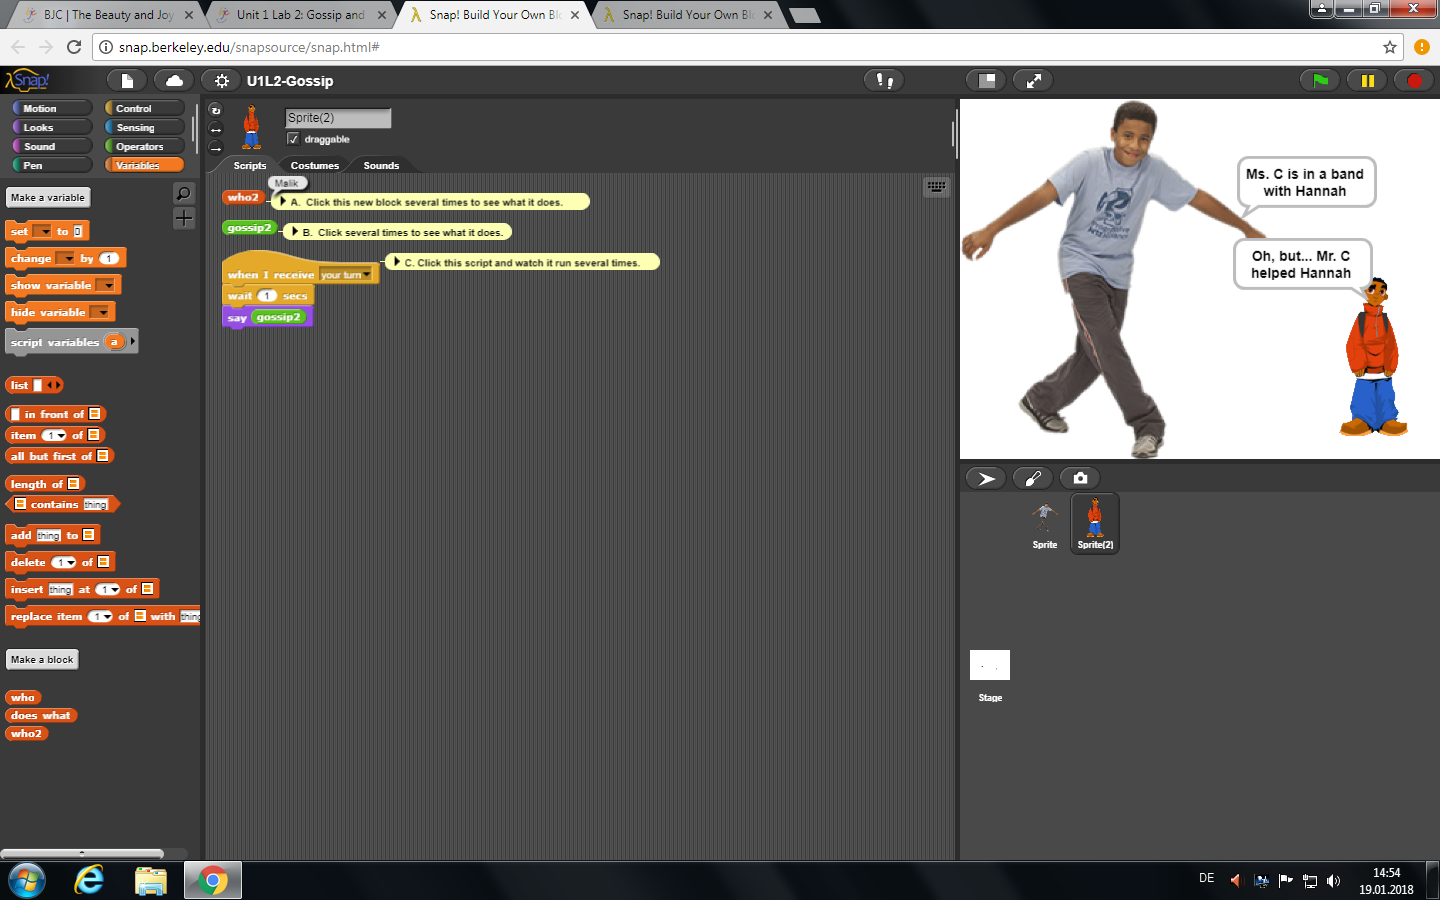 BJC | The Beauty and Joy
Unit 1 Lab 2: Gossip and
Snap! Build Your Own Blo
Snap! Build Your Own Blo
snap.berkeley.edu/snapsource/snap.html#
Snap!
U1L2-Gossip
Motion
Control
Looks
Sensing
Sound
Operators
Pen
Variables
Make a variable
set to 0
change by 1
show variable
hide variable
script variables a
list
in front of
item 1 of
all but first of
length of
contains thing
add thing to
delete 1 of
insert thing at 1 of
replace item 1 of with thing
Make a block
who
does what
who2
Sprite(2)
draggable
Scripts
Costumes
Sounds
Malik
who2
A. Click this new block several times to see what it does.
gossip2
B. Click several times to see what it does.
C. Click this script and watch it run several times.
when I receive your turn
wait 1 secs
say gossip2
Ms. C is in a band
with Hannah
Oh, but... Mr. C
helped Hannah
Sprite
Sprite(2)
Stage
DE
14:54
19.01.2018